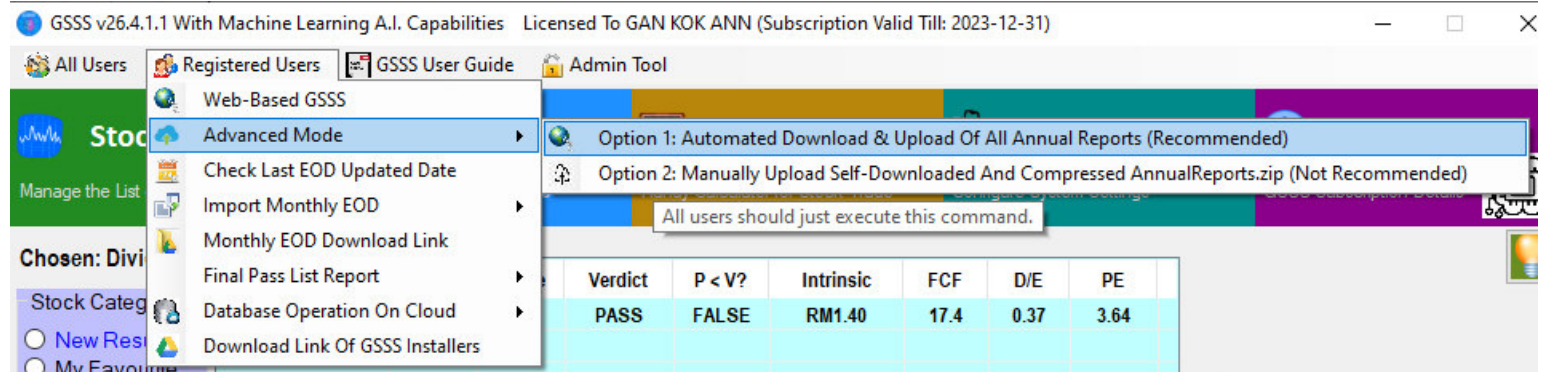 GSSS v26.4.1.1 With Machine Learning A.I. Capabilities Licensed To GAN KOK ANN (Subscription Valid Till: 2023-12-31)
All Users Registered Users GSSS User Guide Admin Tool
Web-Based GSSS
Stoc Advanced Mode Option 1: Automated Download & Upload Of All Annual Reports (Recommended)
Check Last EOD Updated Date Option 2: Manually Upload Self-Downloaded And Compressed AnnualReports.zip (Not Recommended)
Manage the List
Import Monthly EOD All users should just execute this command.
Monthly EOD Download Link
Chosen: Divi
Final Pass List Report Verdict P < V? Intrinsic FCF D/E PE
Stock Categ
Database Operation On Cloud PASS FALSE RM1.40 17.4 0.37 3.64
New Resu
Download Link Of GSSS Installers
My Favourite